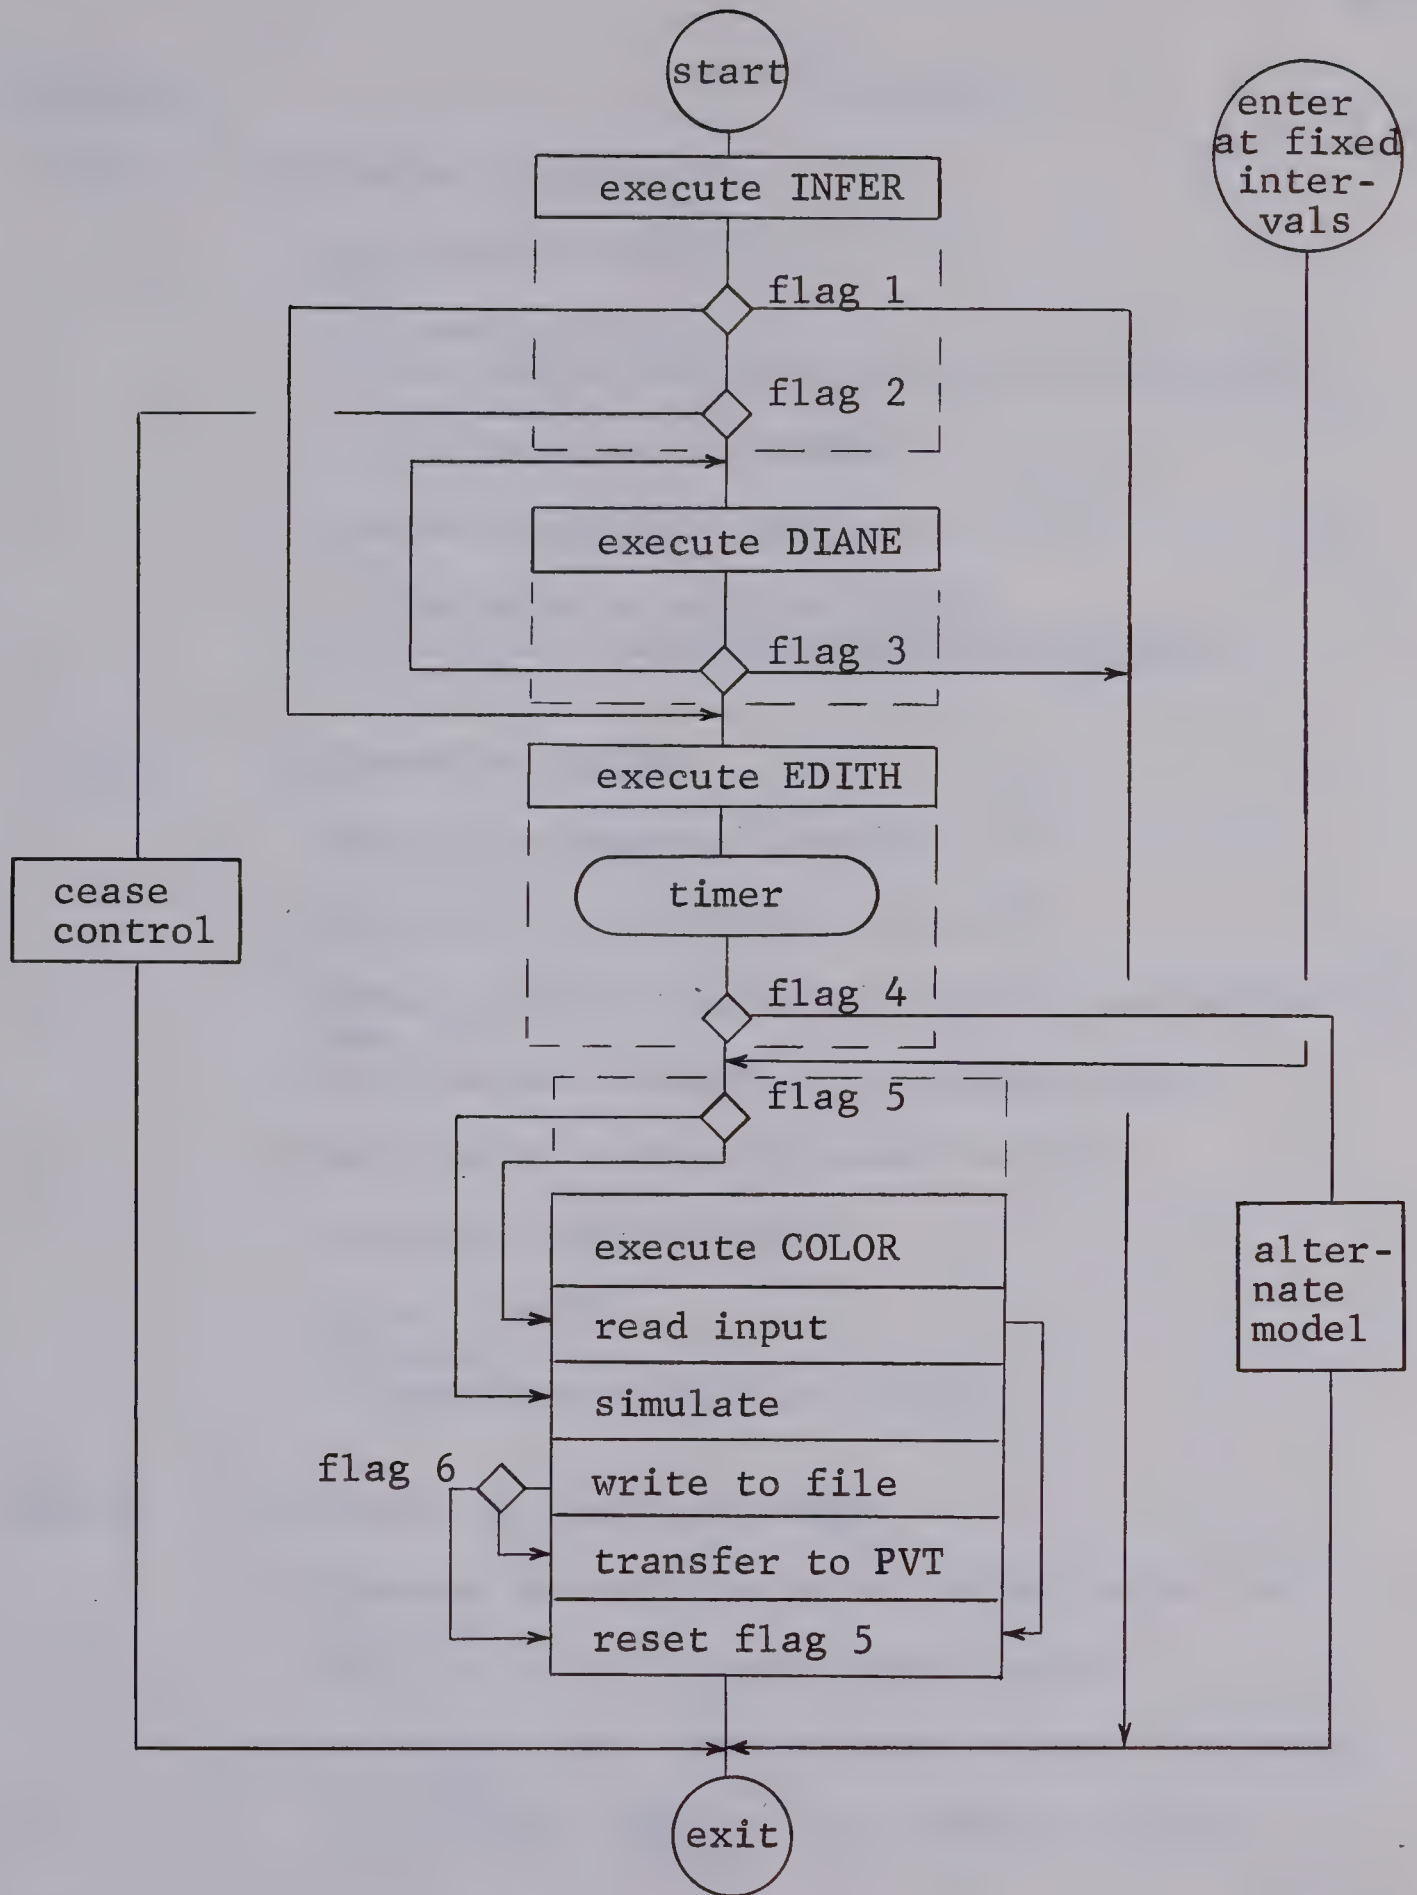 start
enter
at fixed
inter-
vals
execute INFER
flag 1
flag 2
execute DIANE
flag 3
execute EDITH
timer
cease
control
flag 4
flag 5
execute COLOR
alter-
nate
model
read input
simulate
flag 6
write to file
transfer to PVT
reset flag 5
exit